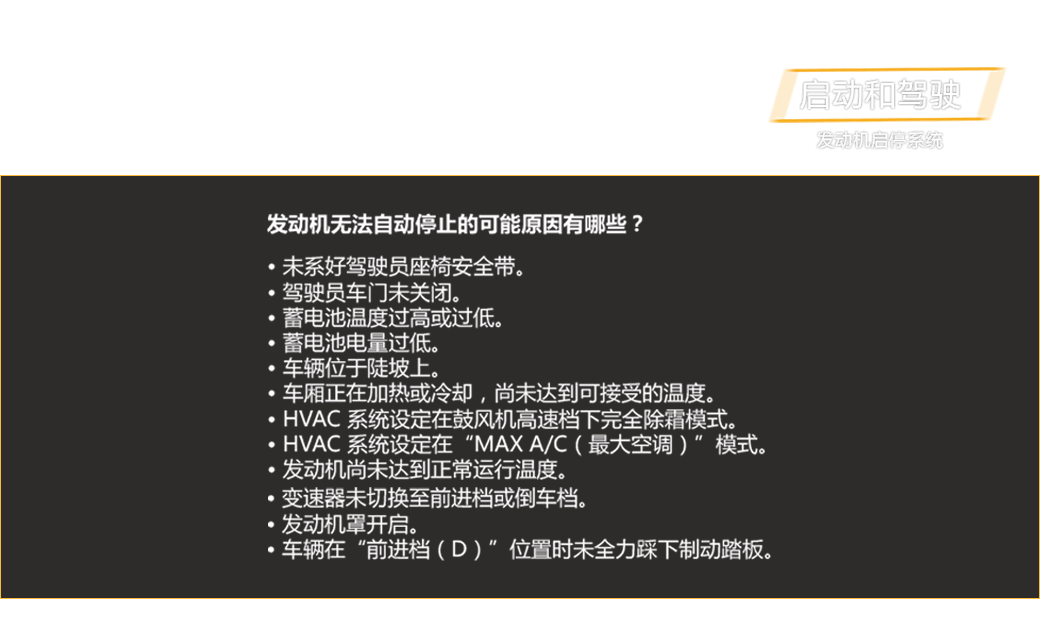 启动和驾驶
发动机启停系统
发动机无法自动停止的可能原因有哪些？
• 未系好驾驶员座椅安全带。
• 驾驶员车门未关闭。
• 蓄电池温度过高或过低。
• 蓄电池电量过低。
• 车辆位于陡坡上。
• 车厢正在加热或冷却，尚未达到可接受的温度。
• HVAC 系统设定在鼓风机高速档下完全除霜模式。
• HVAC 系统设定在“MAX A/C（最大空调）”模式。
• 发动机尚未达到正常运行温度。
• 变速器未切换至前进档或倒车档。
• 发动机罩开启。
• 车辆在“前进档（D）”位置时未全力踩下制动踏板。